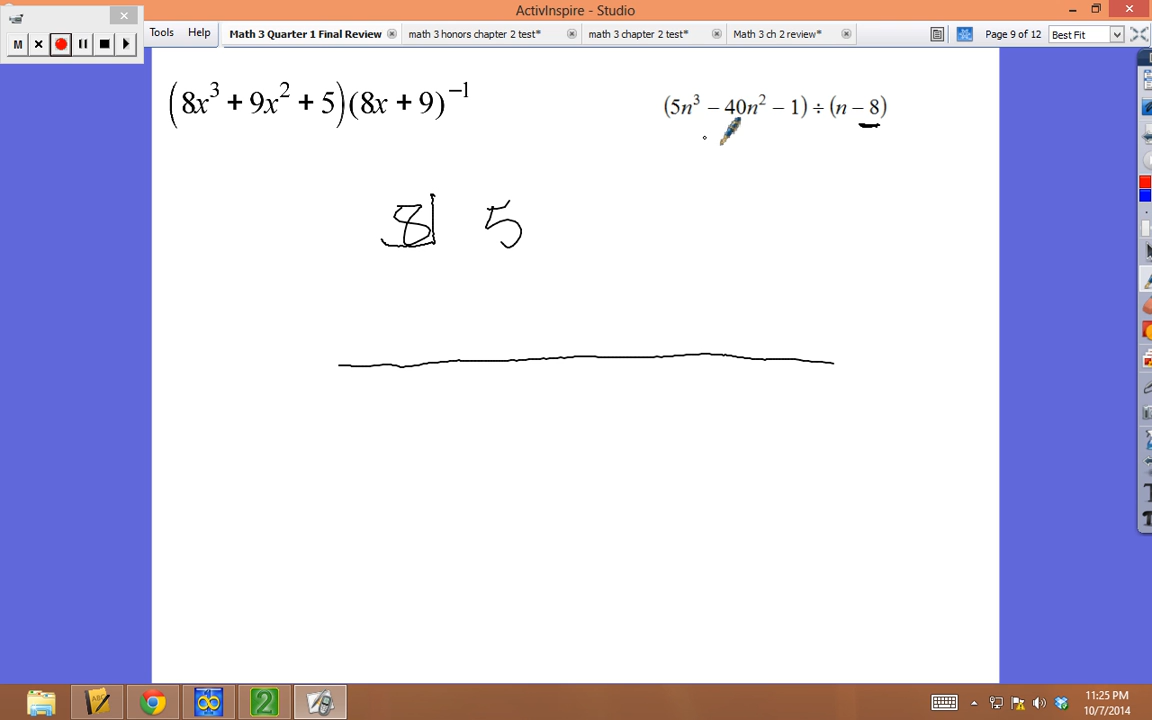 ActivInspire - Studio
M
Tools Help Math 3 Quarter 1 Final Review math 3 honors chapter 2 test* math 3 chapter 2 test* Math 3 ch 2 review* Page 9 of 12 Best Fit
(8x³ + 9x² + 5)(8x + 9)⁻¹
(5n³ − 40n² − 1) ÷ (n − 8)
8 5
ABC
2
11:25 PM
10/7/2014